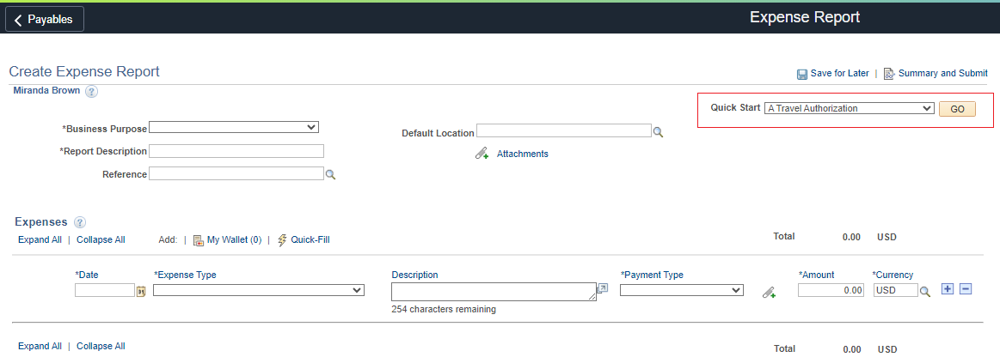 Payables
Expense Report
Create Expense Report
Save for Later | Summary and Submit
Miranda Brown ?
Quick Start A Travel Authorization GO
*Business Purpose
Default Location
*Report Description
Attachments
Reference
Expenses ?
Expand All | Collapse All Add: | My Wallet (0) | Quick-Fill Total 0.00 USD
*Date *Expense Type Description *Payment Type *Amount *Currency
31 0.00 USD
254 characters remaining
Expand All | Collapse All Total 0.00 USD